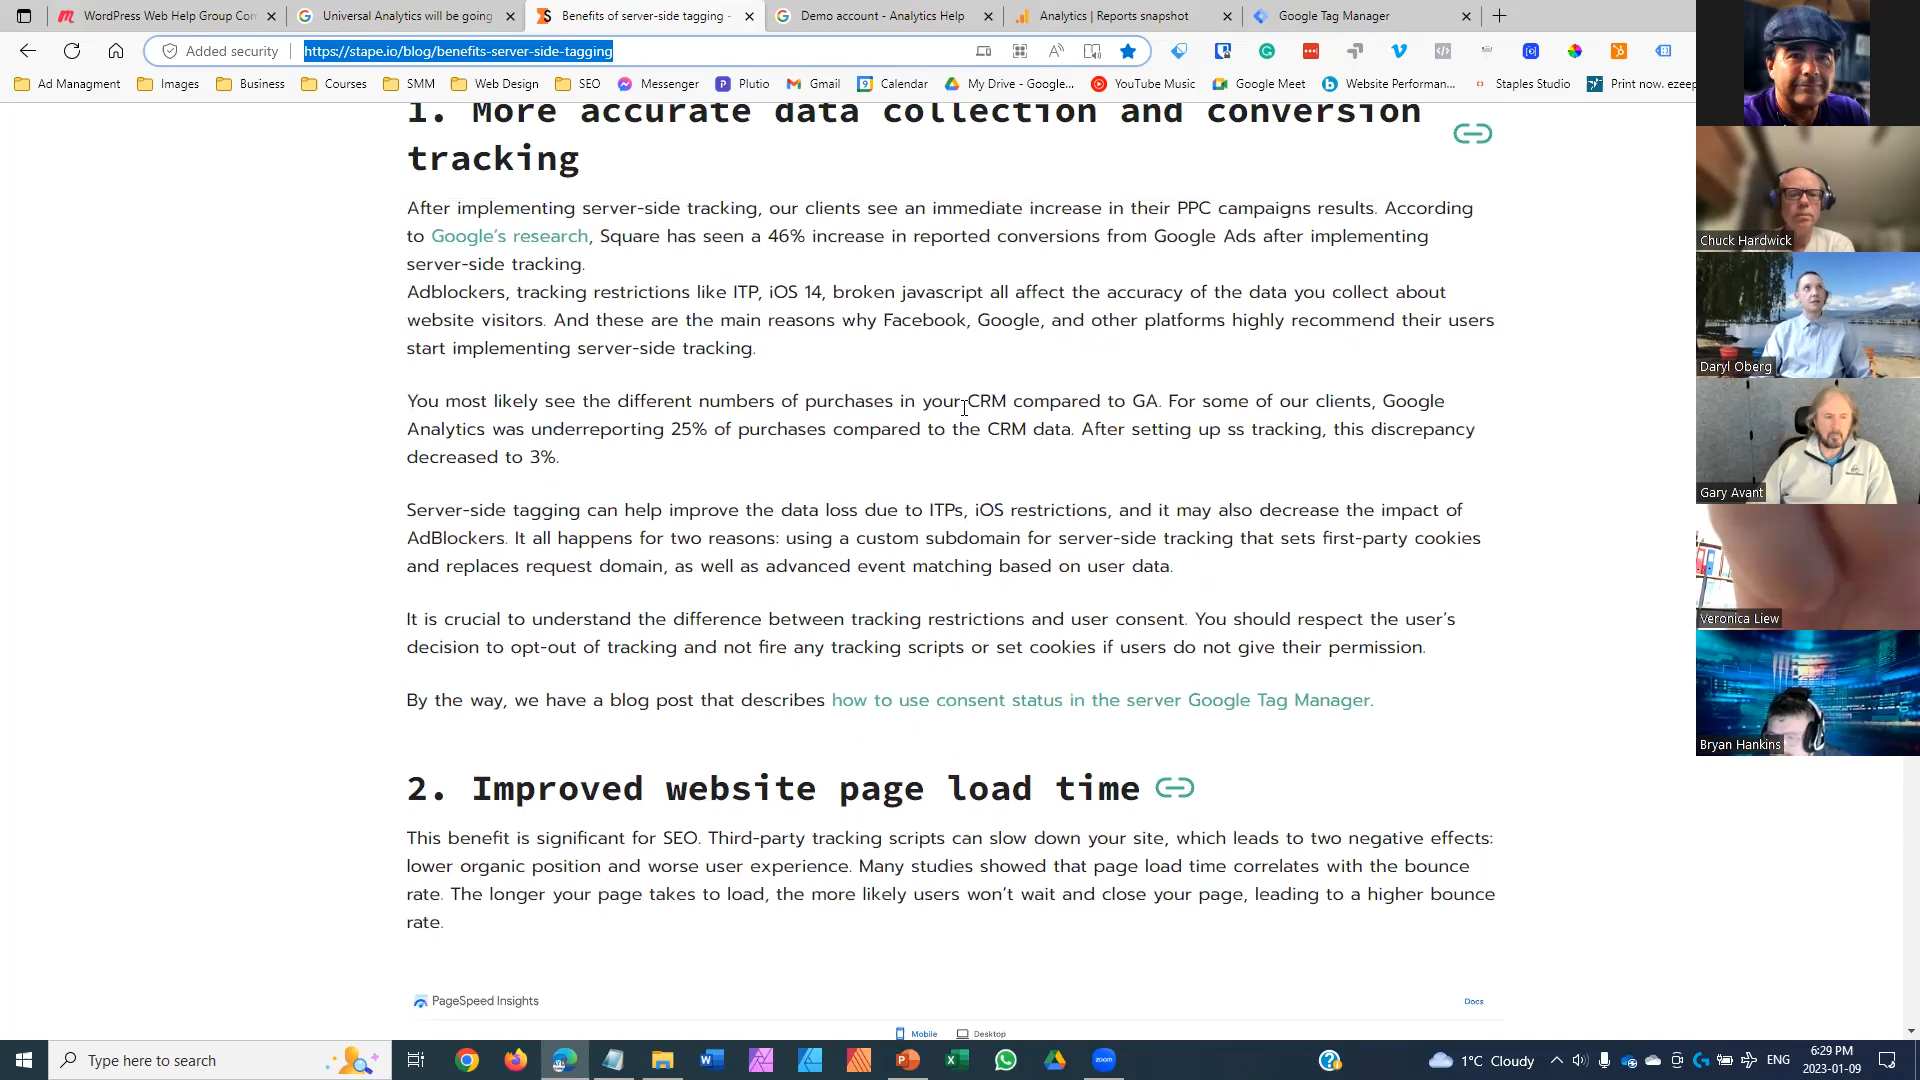 WordPress Web Help Group Con
Universal Analytics will be going
Benefits of server-side tagging -
Demo account - Analytics Help
Analytics | Reports snapshot
Google Tag Manager
Added security
https://stape.io/blog/benefits-server-side-tagging
Ad Managment
Images
Business
Courses
SMM
Web Design
SEO
Messenger
Plutio
Gmail
Calendar
My Drive - Google...
YouTube Music
Google Meet
Website Performan...
Staples Studio
Print now. ezeep
1. More accurate data collection and conversion
tracking
After implementing server-side tracking, our clients see an immediate increase in their PPC campaigns results. According
to Google's research, Square has seen a 46% increase in reported conversions from Google Ads after implementing
server-side tracking.
Adblockers, tracking restrictions like ITP, iOS 14, broken javascript all affect the accuracy of the data you collect about
website visitors. And these are the main reasons why Facebook, Google, and other platforms highly recommend their users
start implementing server-side tracking.
You most likely see the different numbers of purchases in your CRM compared to GA. For some of our clients, Google
Analytics was underreporting 25% of purchases compared to the CRM data. After setting up ss tracking, this discrepancy
decreased to 3%.
Server-side tagging can help improve the data loss due to ITPs, iOS restrictions, and it may also decrease the impact of
AdBlockers. It all happens for two reasons: using a custom subdomain for server-side tracking that sets first-party cookies
and replaces request domain, as well as advanced event matching based on user data.
It is crucial to understand the difference between tracking restrictions and user consent. You should respect the user's
decision to opt-out of tracking and not fire any tracking scripts or set cookies if users do not give their permission.
By the way, we have a blog post that describes how to use consent status in the server Google Tag Manager.
2. Improved website page load time
This benefit is significant for SEO. Third-party tracking scripts can slow down your site, which leads to two negative effects:
lower organic position and worse user experience. Many studies showed that page load time correlates with the bounce
rate. The longer your page takes to load, the more likely users won't wait and close your page, leading to a higher bounce
rate.
PageSpeed Insights
Docs
Mobile
Desktop
Chuck Hardwick
Daryl Oberg
Gary Avant
Veronica Liew
Bryan Hankins
Type here to search
1°C Cloudy
ENG
6:29 PM
2023-01-09